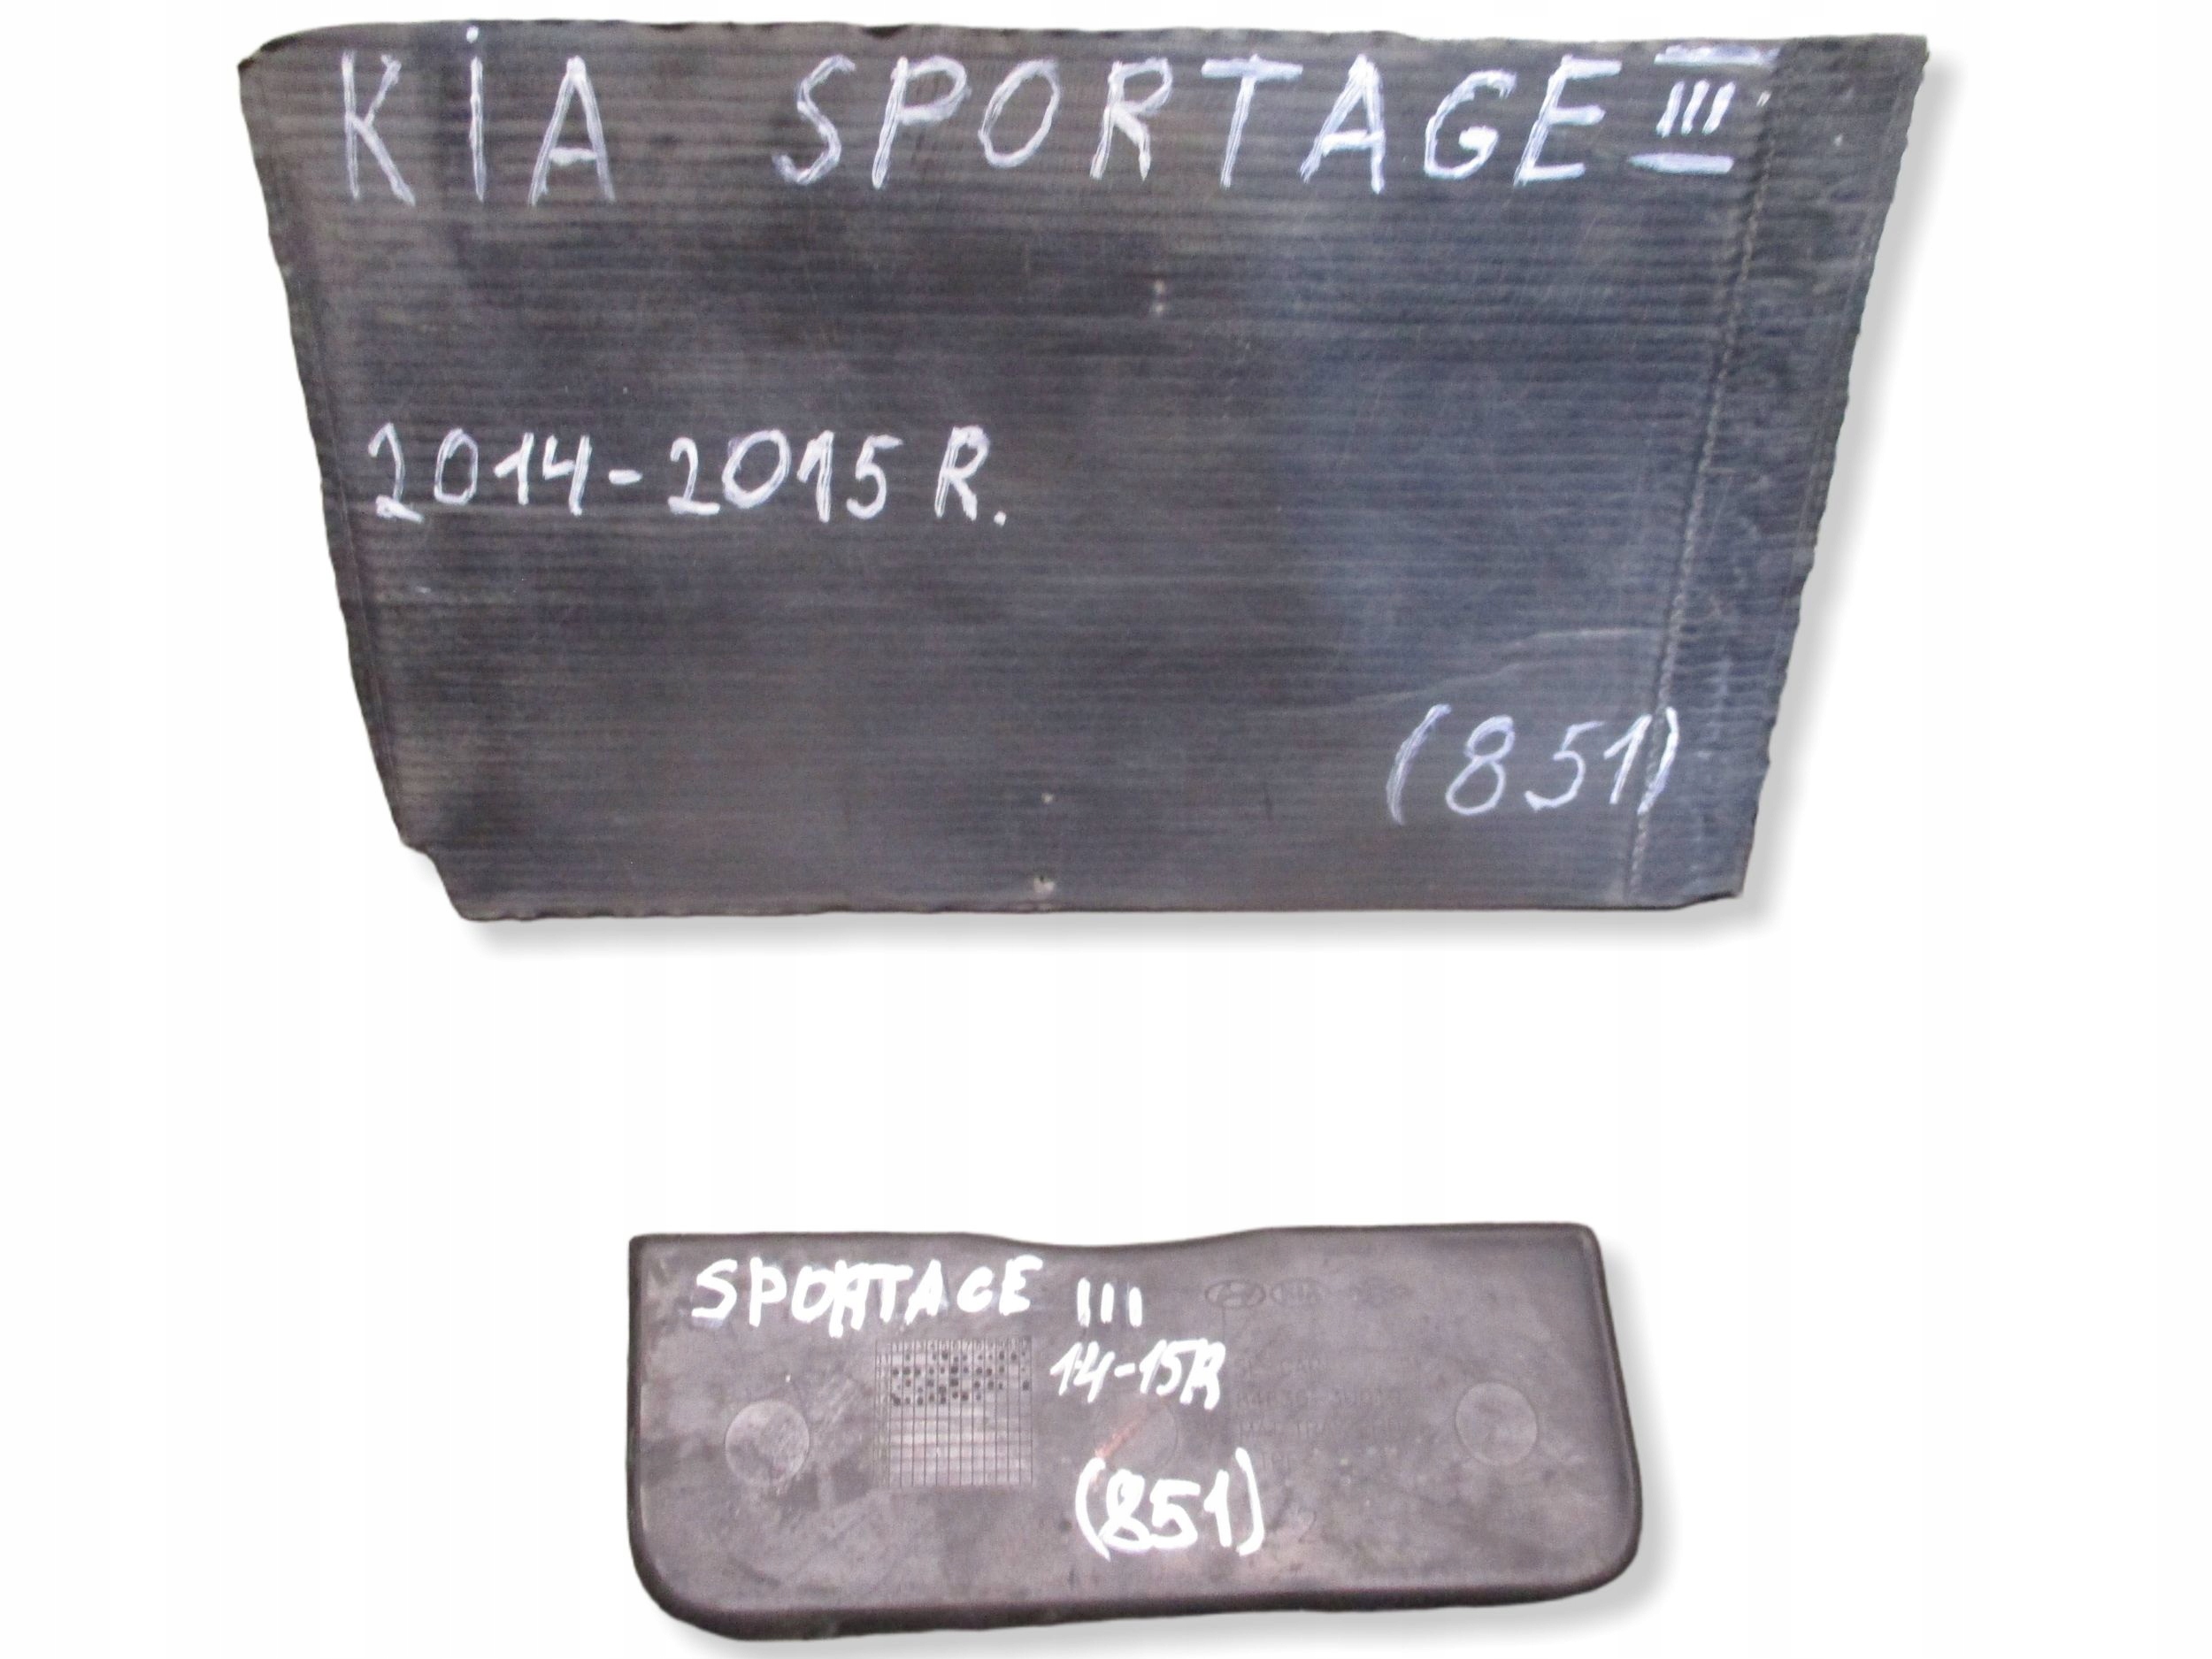 KiA SPORTAGE III
2014-2015 R.
(851)
SPORTAGE III
14-15R
(851)